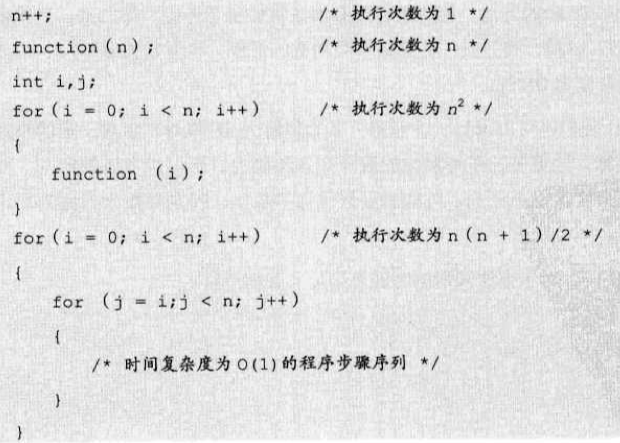 n++; /* 执行次数为 1 */
function(n); /* 执行次数为 n */
int i,j;
for(i = 0; i < n; i++) /* 执行次数为 n² */
{
function (i);
}
for(i = 0; i < n; i++) /* 执行次数为 n(n + 1)/2 */
{
for (j = i;j < n; j++)
{
/* 时间复杂度为 O(1)的程序步骤序列 */
}
}